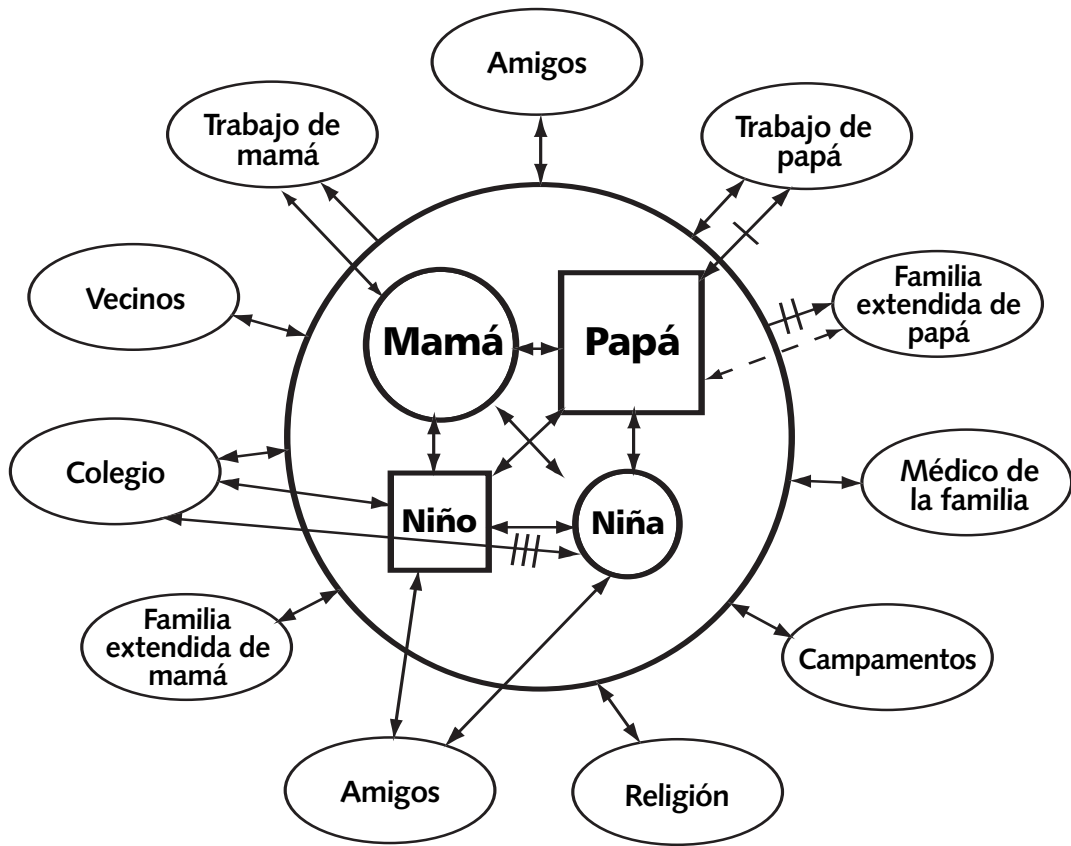 Amigos
Trabajo de
mamá
Trabajo de
papá
Vecinos
Familia
extendida de
papá
Mamá
Papá
Colegio
Médico de
la familia
Niño
Niña
Familia
extendida de
mamá
Campamentos
Amigos
Religión